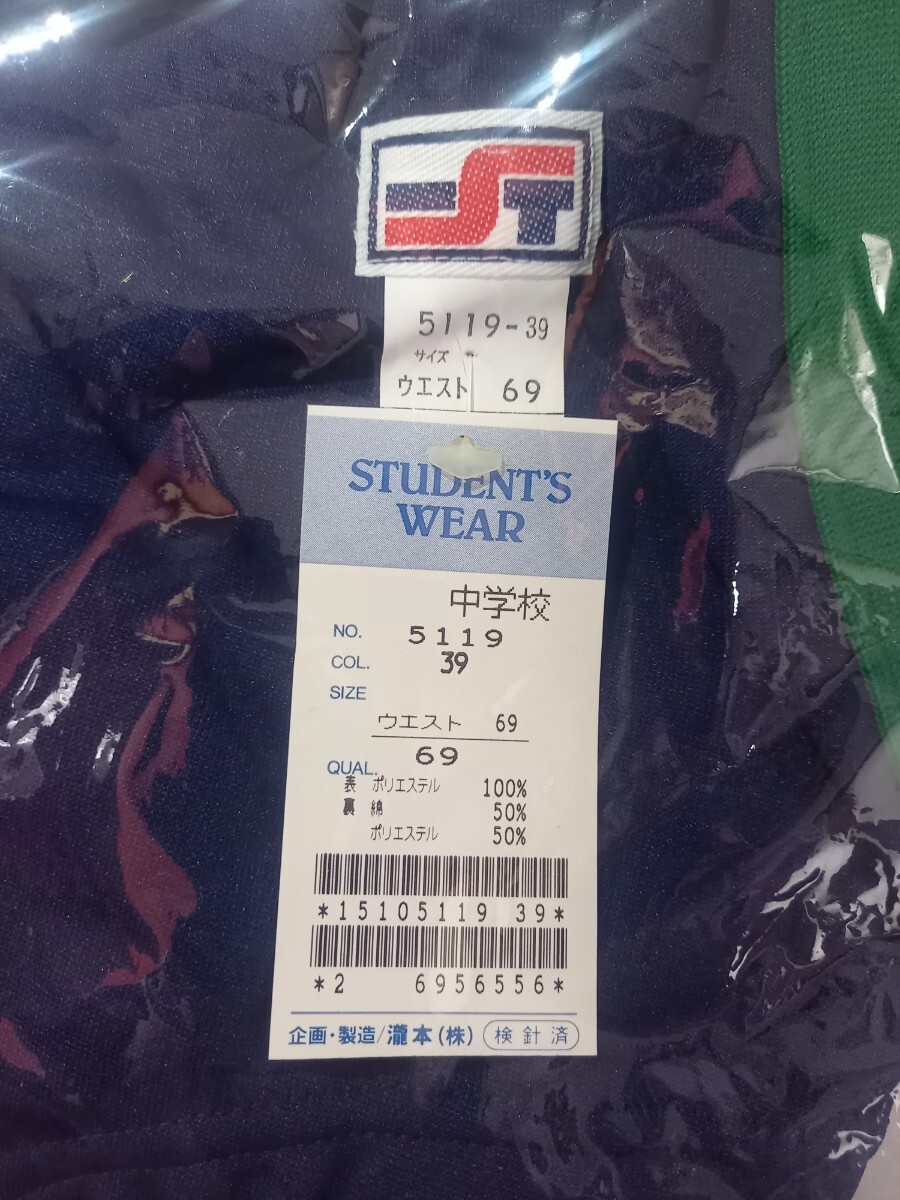 ST
5119-39
サイズ
ウエスト 69
STUDENT'S
WEAR
中学校
NO. 5119
COL. 39
SIZE
ウエスト 69
69
QUAL.
表 ポリエステル 100%
裏 綿 50%
ポリエステル 50%
*15105119 39*
*2 6956556*
企画・製造/瀧本(株) 検針済